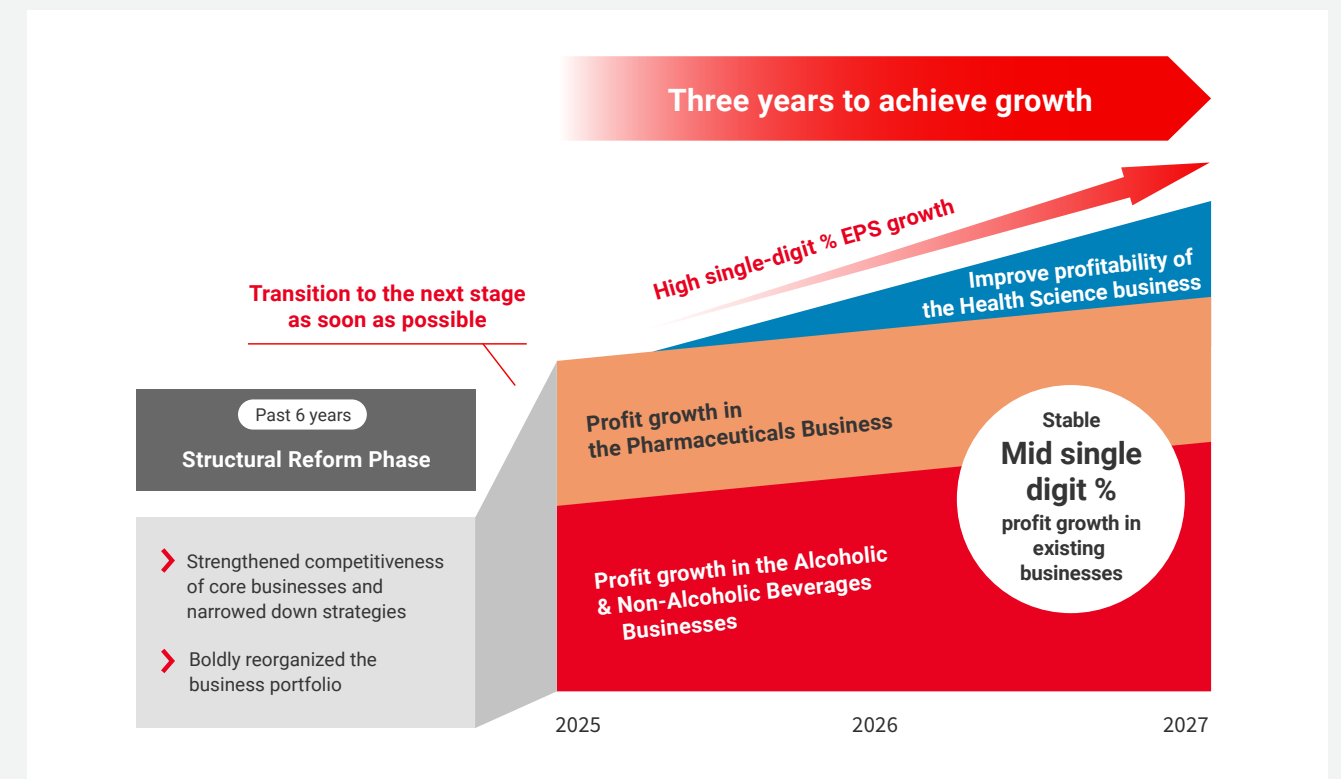 Three years to achieve growth
High single-digit % EPS growth
Improve profitability of
the Health Science business
Transition to the next stage
as soon as possible
Past 6 years
Structural Reform Phase
Strengthened competitiveness
of core businesses and
narrowed down strategies
Boldly reorganized the
business portfolio
Profit growth in
the Pharmaceuticals Business
Profit growth in the Alcoholic
& Non-Alcoholic Beverages
Businesses
Stable
Mid single
digit %
profit growth in
existing
businesses
2025
2026
2027